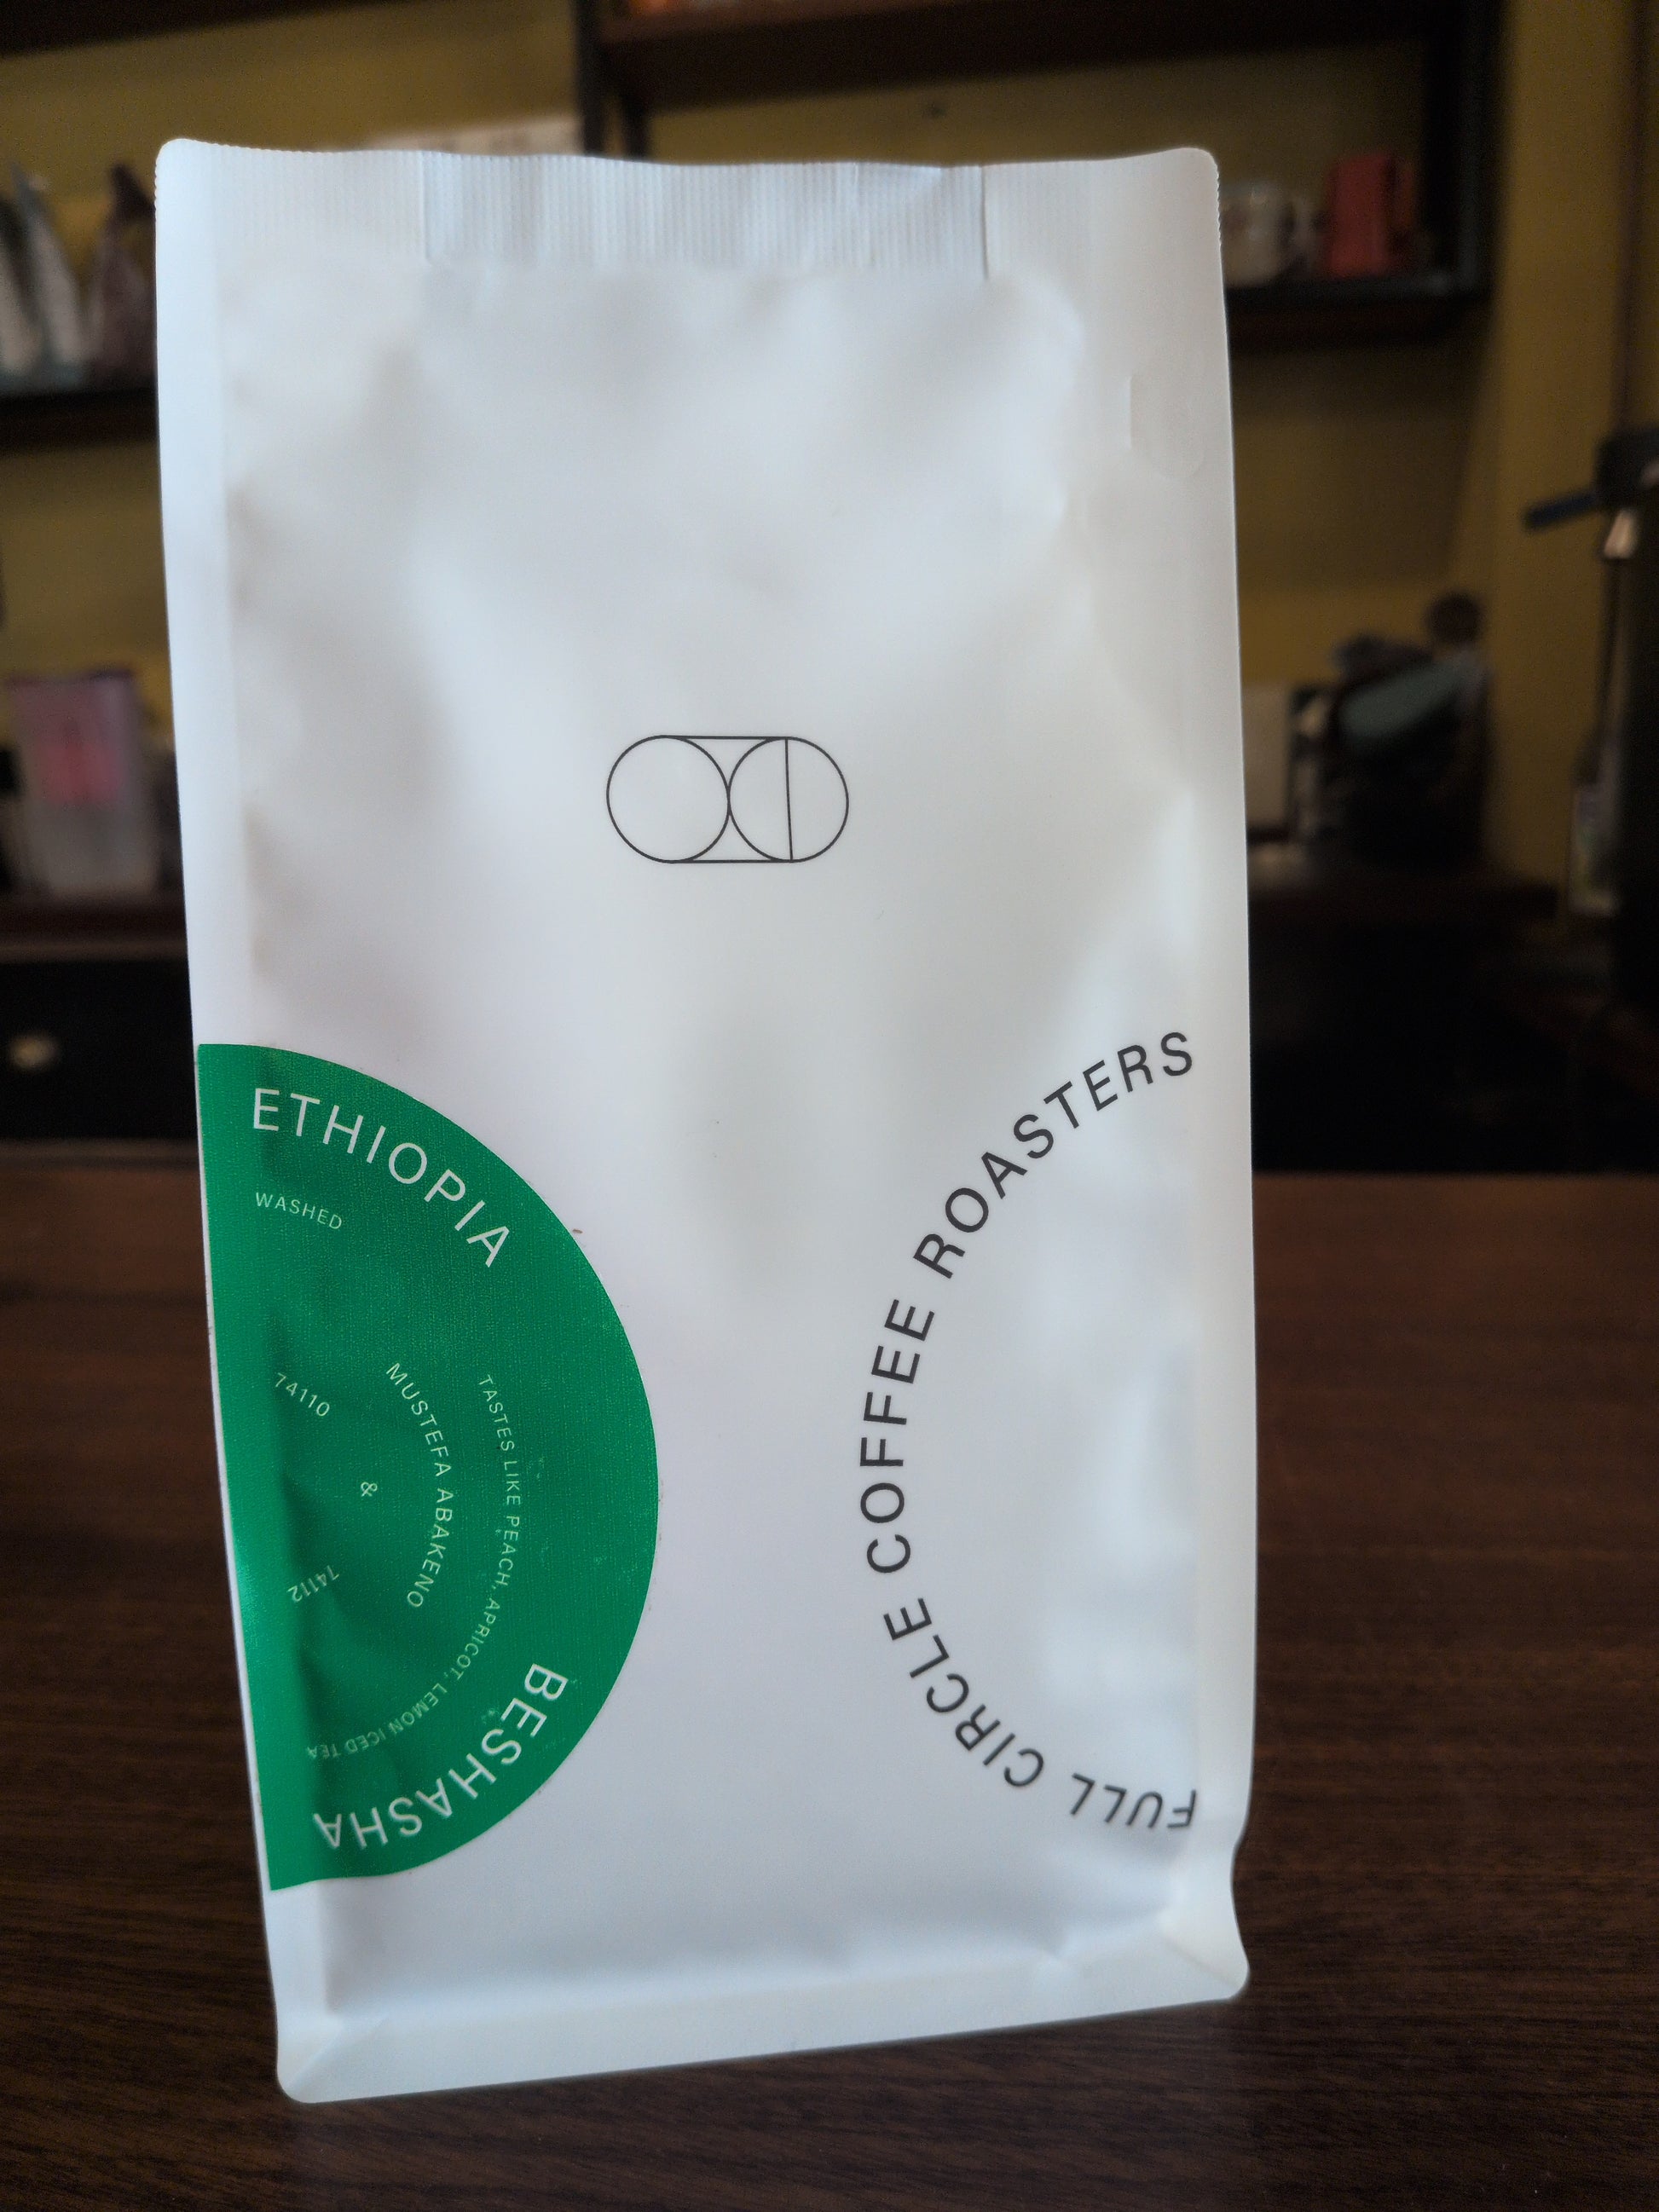 ETHIOPIA
WASHED
74110
&
74112
MUSTEFA ABAKENO
TASTES LIKE PEACH, APRICOT, LEMON ICED TEA
BESHASHA
FULL CIRCLE COFFEE ROASTERS